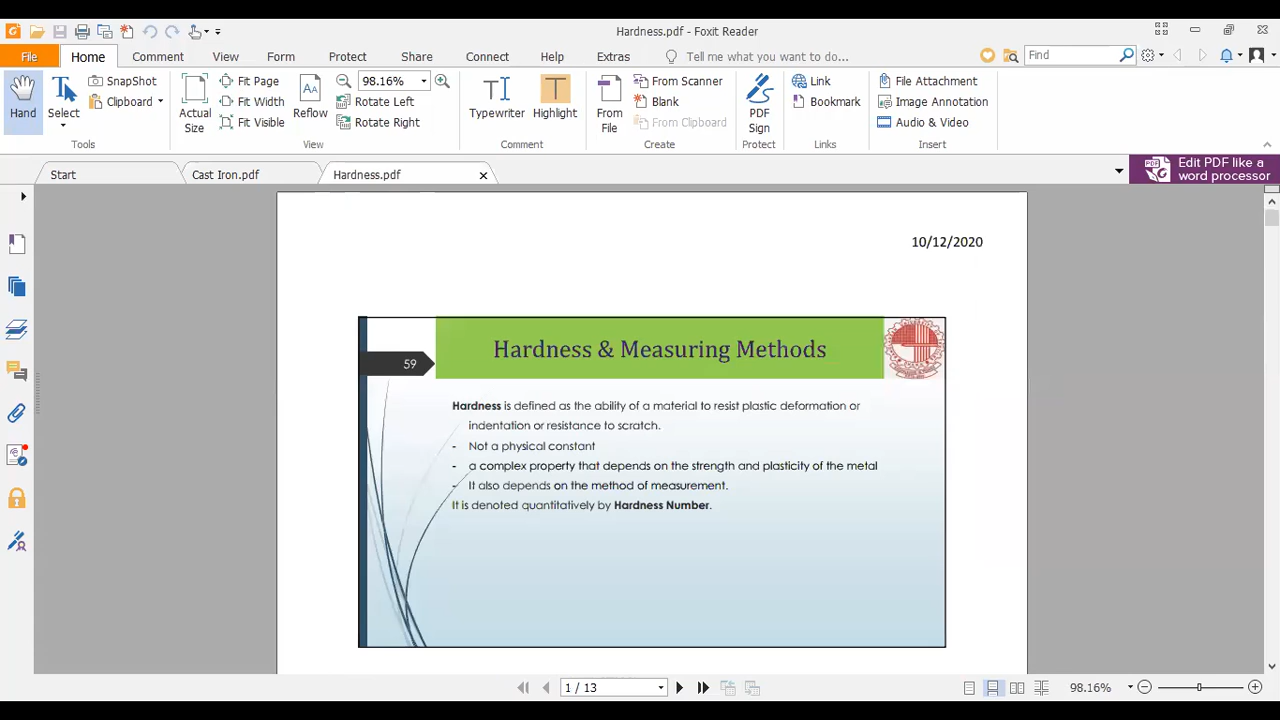 Hardness.pdf - Foxit Reader
File Home Comment View Form Protect Share Connect Help Extras Tell me what you want to do... Find
Hand
Select
SnapShot
Clipboard
Tools
Actual
Size
Fit Page
Fit Width
Fit Visible
Reflow
98.16%
Rotate Left
Rotate Right
View
Typewriter
Highlight
Comment
From
File
From Scanner
Blank
From Clipboard
Create
PDF
Sign
Protect
Link
Bookmark
Links
File Attachment
Image Annotation
Audio & Video
Insert
Start Cast Iron.pdf Hardness.pdf
Edit PDF like a
word processor
10/12/2020
59
Hardness & Measuring Methods
Hardness is defined as the ability of a material to resist plastic deformation or
indentation or resistance to scratch.
- Not a physical constant
- a complex property that depends on the strength and plasticity of the metal
- It also depends on the method of measurement.
It is denoted quantitatively by Hardness Number.
1 / 13
98.16%